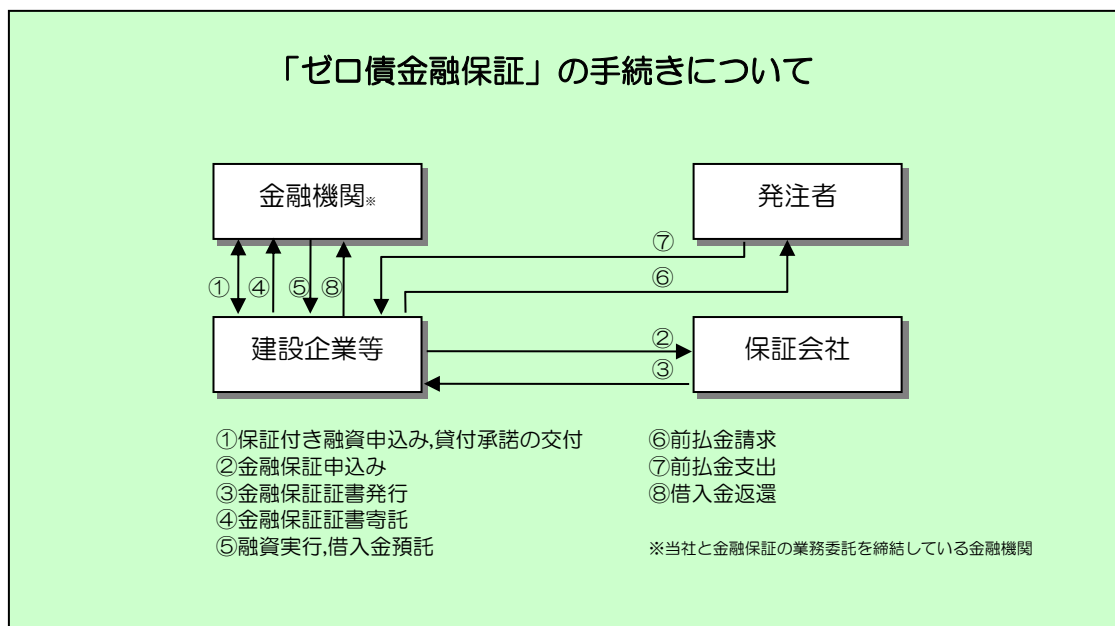 「ゼロ債金融保証」の手続きについて
金融機関※
発注者
⑦
① ④ ⑤ ⑧
⑥
建設企業等
②
保証会社
③
①保証付き融資申込み,貸付承諾の交付
②金融保証申込み
③金融保証証書発行
④金融保証証書寄託
⑤融資実行,借入金預託
⑥前払金請求
⑦前払金支出
⑧借入金返還
※当社と金融保証の業務委託を締結している金融機関